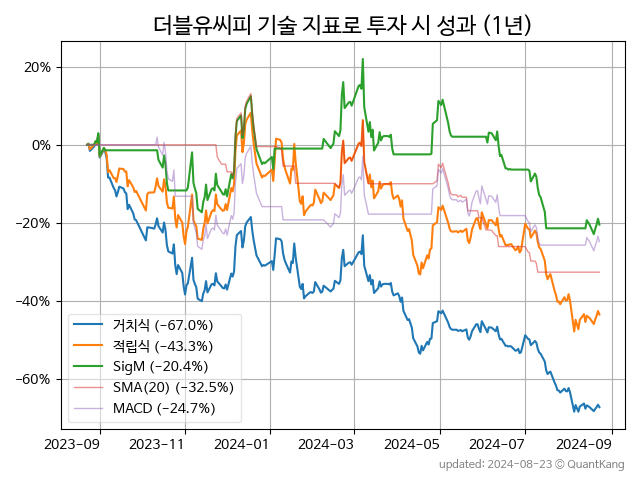 더블유씨피 기술 지표로 투자 시 성과 (1년)
20%
0%
−20%
−40%
−60%
거치식 (−67.0%)
적립식 (−43.3%)
SigM (−20.4%)
SMA(20) (−32.5%)
MACD (−24.7%)
2023-09
2023-11
2024-01
2024-03
2024-05
2024-07
2024-09
updated: 2024-08-23 © QuantKang